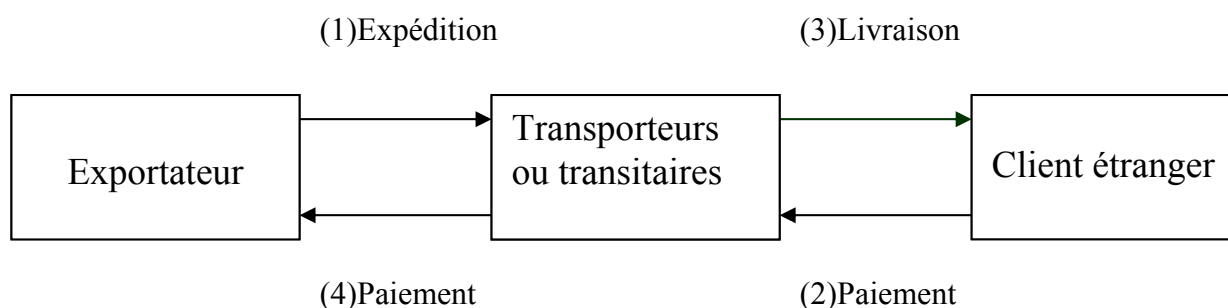 (1)Expédition
(3)Livraison
Exportateur
Transporteurs
ou transitaires
Client étranger
(4)Paiement
(2)Paiement